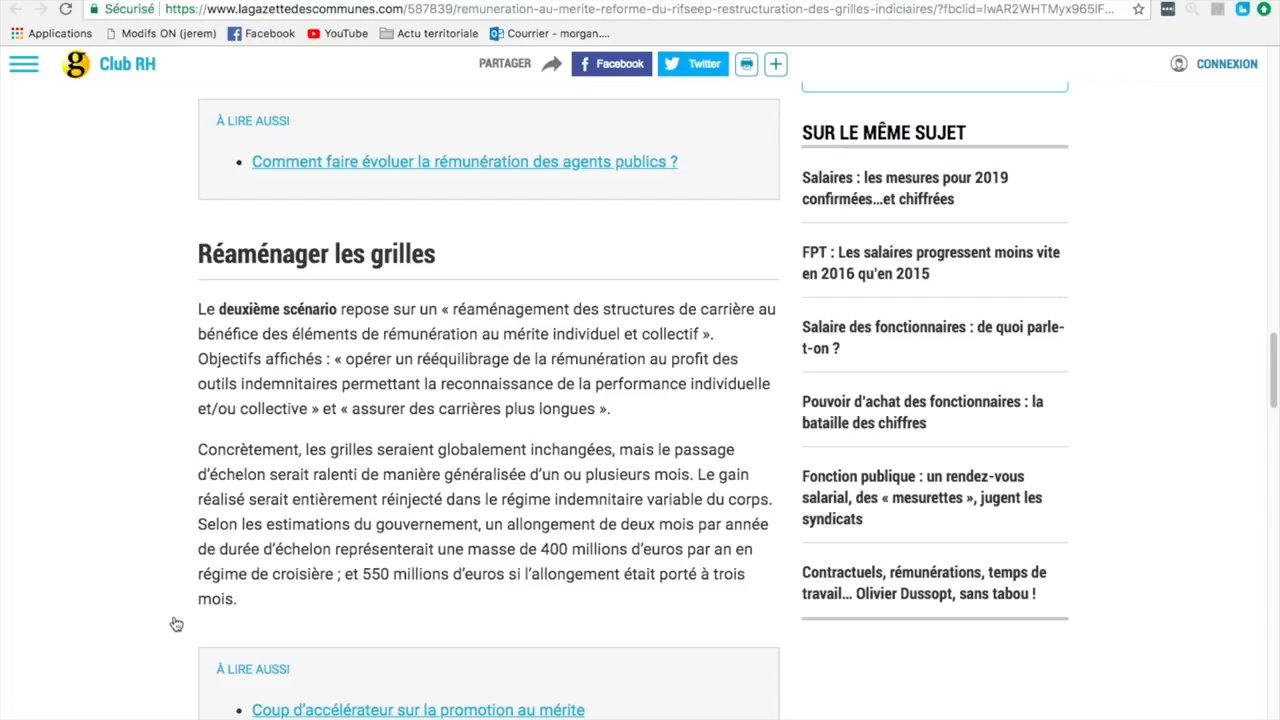 Sécurisé https://www.lagazettedescommunes.com/587839/remuneration-au-merite-reforme-du-rifseep-restructuration-des-grilles-indiciaires/?fbclid=IwAR2WHTMyx965IF...
Applications Modifs ON (jerem) Facebook YouTube Actu territoriale Courrier - morgan....
g Club RH PARTAGER Facebook Twitter CONNEXION
À LIRE AUSSI
• Comment faire évoluer la rémunération des agents publics ?
Réaménager les grilles
Le deuxième scénario repose sur un « réaménagement des structures de carrière au
bénéfice des éléments de rémunération au mérite individuel et collectif ».
Objectifs affichés : « opérer un rééquilibrage de la rémunération au profit des
outils indemnitaires permettant la reconnaissance de la performance individuelle
et/ou collective » et « assurer des carrières plus longues ».
Concrètement, les grilles seraient globalement inchangées, mais le passage
d'échelon serait ralenti de manière généralisée d'un ou plusieurs mois. Le gain
réalisé serait entièrement réinjecté dans le régime indemnitaire variable du corps.
Selon les estimations du gouvernement, un allongement de deux mois par année
de durée d'échelon représenterait une masse de 400 millions d'euros par an en
régime de croisière ; et 550 millions d'euros si l'allongement était porté à trois
mois.
À LIRE AUSSI
• Coup d'accélérateur sur la promotion au mérite
SUR LE MÊME SUJET
Salaires : les mesures pour 2019
confirmées...et chiffrées
FPT : Les salaires progressent moins vite
en 2016 qu'en 2015
Salaire des fonctionnaires : de quoi parle-
t-on ?
Pouvoir d'achat des fonctionnaires : la
bataille des chiffres
Fonction publique : un rendez-vous
salarial, des « mesurettes », jugent les
syndicats
Contractuels, rémunérations, temps de
travail... Olivier Dussopt, sans tabou !